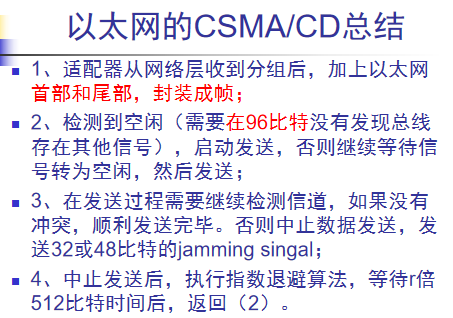 以太网的CSMA/CD总结
1、适配器从网络层收到分组后，加上以太网
首部和尾部，封装成帧；
2、检测到空闲（需要在96比特没有发现总线
存在其他信号），启动发送，否则继续等待信
号转为空闲，然后发送；
3、在发送过程需要继续检测信道，如果没有
冲突，顺利发送完毕。否则中止数据发送，发
送32或48比特的jamming singal；
4、中止发送后，执行指数退避算法，等待r倍
512比特时间后，返回（2）。